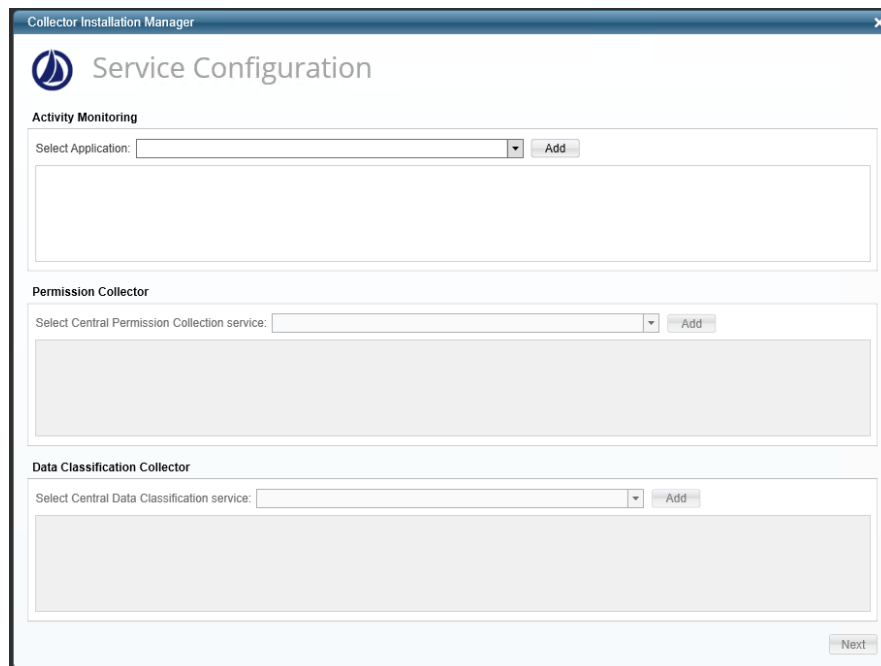 Collector Installation Manager
Service Configuration
Activity Monitoring
Select Application: Add
Permission Collector
Select Central Permission Collection service: Add
Data Classification Collector
Select Central Data Classification service: Add
Next